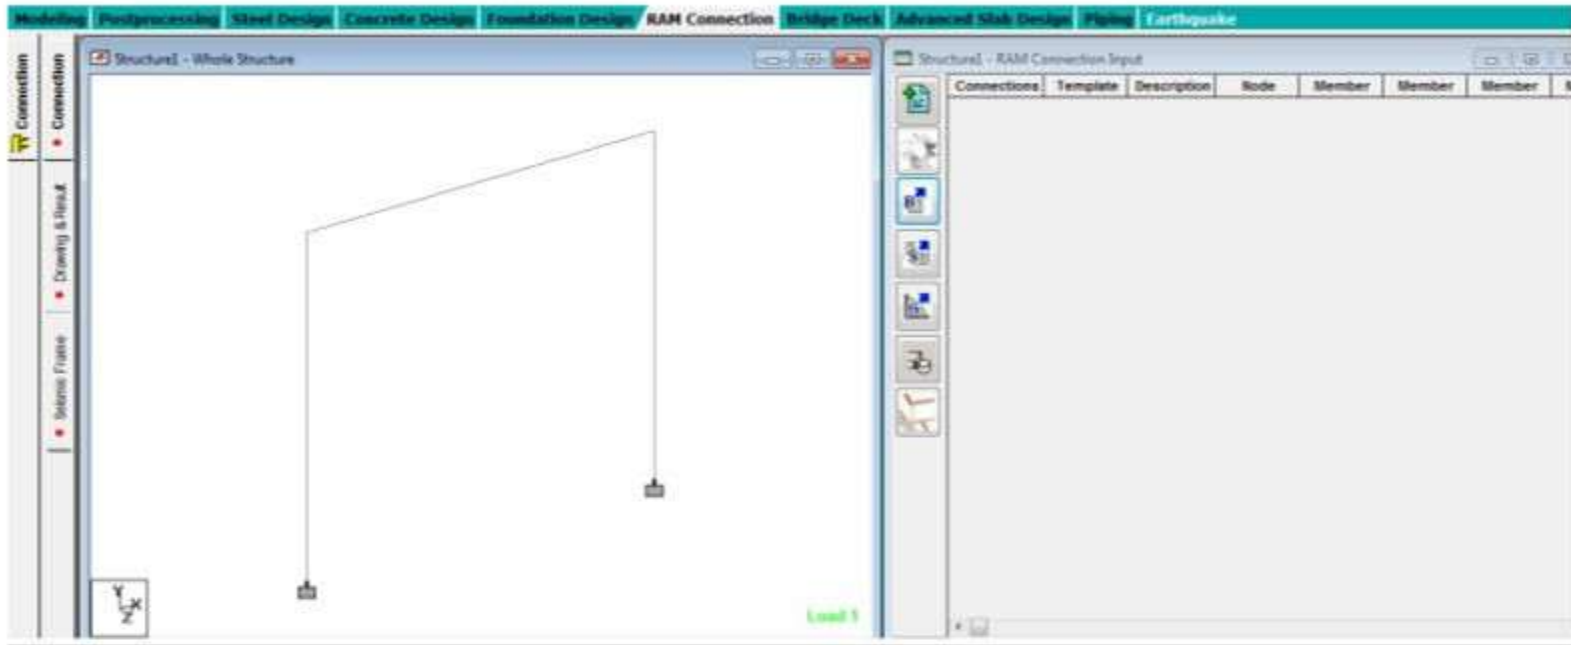 Modeling Postprocessing Steel Design Concrete Design Foundation Design RAM Connection Bridge Deck Advanced Slab Design Piping Earthquake
Connection
Connection
Drawing & Result
Seismic Frame
Structure1 - Whole Structure
Y
X
Z
Load 1
Structure1 - RAM Connection Input
Connections Template Description Node Member Member Member